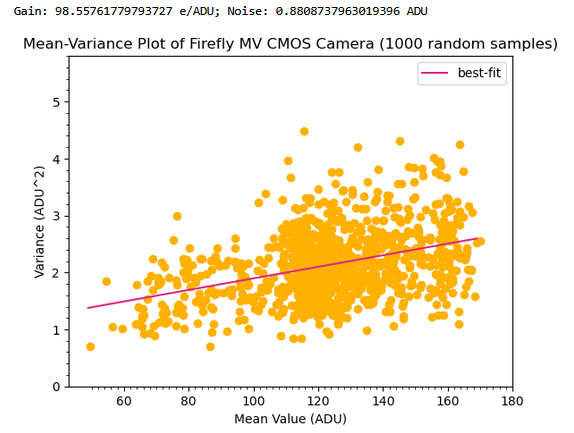 Gain: 98.55761779793727 e/ADU; Noise: 0.8808737963019396 ADU
Mean-Variance Plot of Firefly MV CMOS Camera (1000 random samples)
best-fit
Variance (ADU^2)
5
4
3
2
1
0
60 80 100 120 140 160 180
Mean Value (ADU)